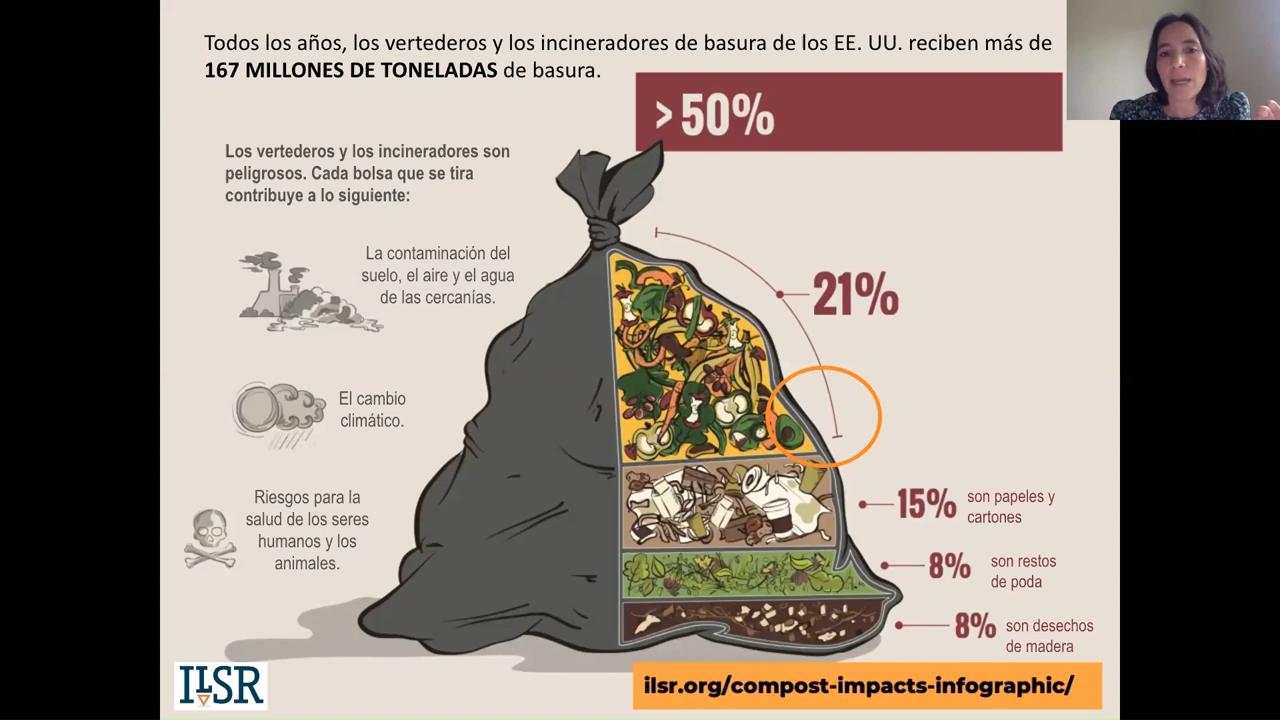 Todos los años, los vertederos y los incineradores de basura de los EE. UU. reciben más de
167 MILLONES DE TONELADAS de basura.
> 50%
Los vertederos y los incineradores son
peligrosos. Cada bolsa que se tira
contribuye a lo siguiente:
La contaminación del
suelo, el aire y el agua
de las cercanías.
21%
El cambio
climático.
Riesgos para la
salud de los seres
humanos y los
animales.
15% son papeles y
cartones
8% son restos
de poda
8% son desechos
de madera
ILSR
ilsr.org/compost-impacts-infographic/